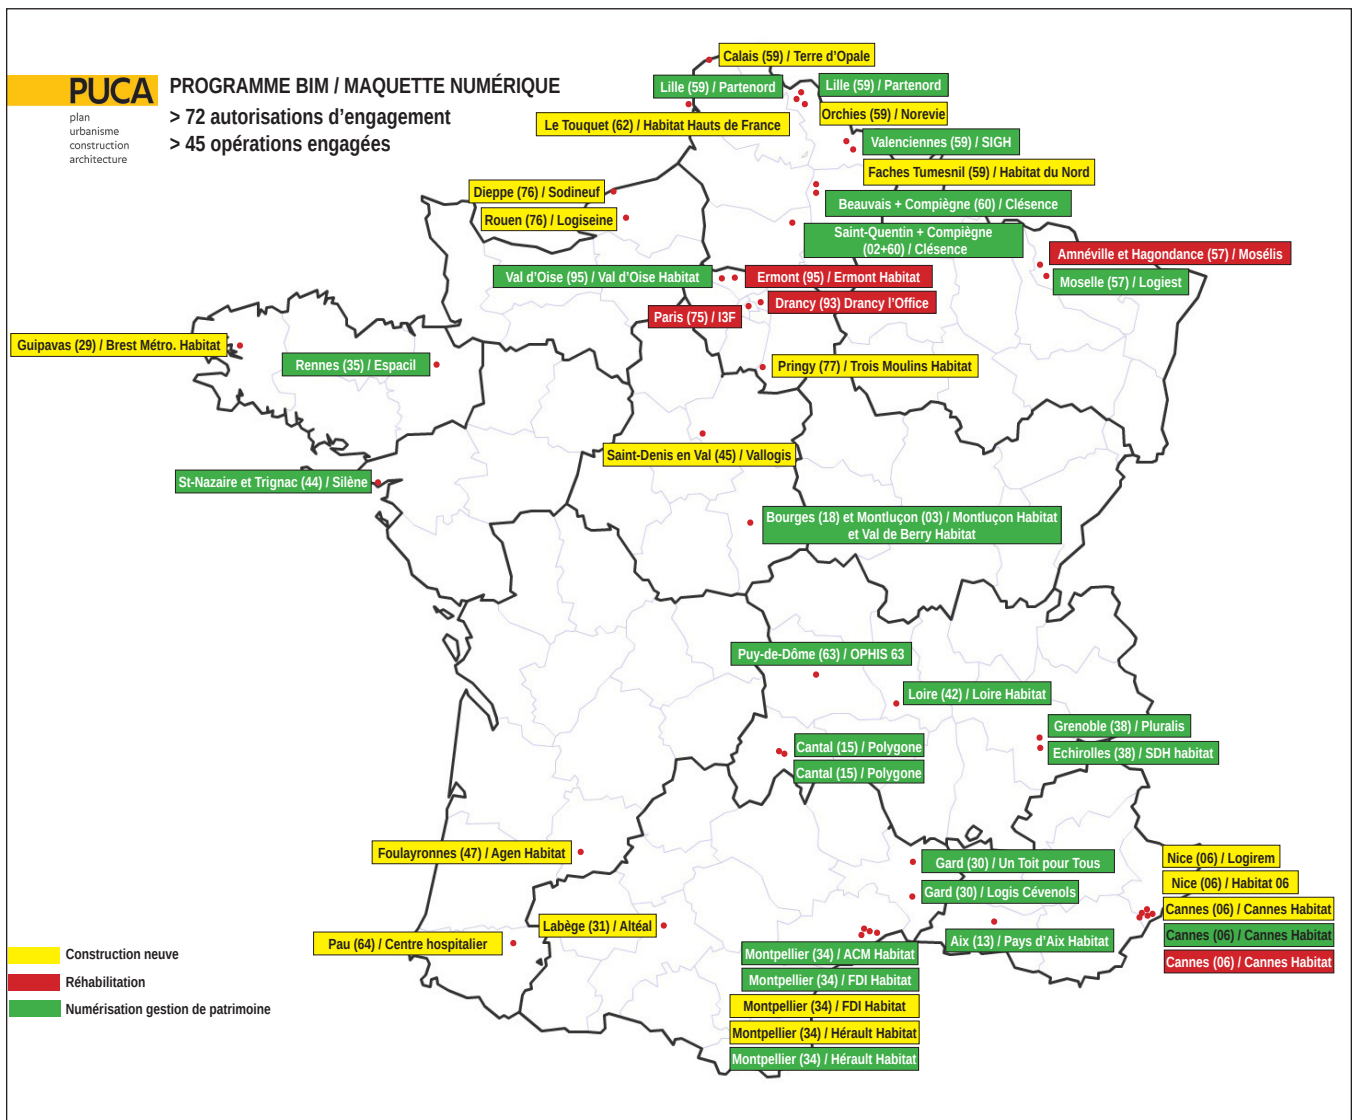 PUCA
plan
urbanisme
construction
architecture
PROGRAMME BIM / MAQUETTE NUMÉRIQUE
> 72 autorisations d’engagement
> 45 opérations engagées
Calais (59) / Terre d’Opale
Lille (59) / Partenord
Lille (59) / Partenord
Orchies (59) / Norevie
Le Touquet (62) / Habitat Hauts de France
Valenciennes (59) / SIGH
Faches Tumesnil (59) / Habitat du Nord
Dieppe (76) / Sodineuf
Beauvais + Compiègne (60) / Clésence
Rouen (76) / Logiseine
Saint-Quentin + Compiègne
(02+60) / Clésence
Amnéville et Hagondance (57) / Mosélis
Moselle (57) / Logiest
Val d’Oise (95) / Val d’Oise Habitat
Ermont (95) / Ermont Habitat
Drancy (93) Drancy l’Office
Paris (75) / I3F
Guipavas (29) / Brest Métro. Habitat
Rennes (35) / Espacil
Pringy (77) / Trois Moulins Habitat
Saint-Denis en Val (45) / Vallogis
St-Nazaire et Trignac (44) / Silène
Bourges (18) et Montluçon (03) / Montluçon Habitat
et Val de Berry Habitat
Puy-de-Dôme (63) / OPHIS 63
Loire (42) / Loire Habitat
Grenoble (38) / Pluralis
Echirolles (38) / SDH habitat
Cantal (15) / Polygone
Cantal (15) / Polygone
Foulayronnes (47) / Agen Habitat
Gard (30) / Un Toit pour Tous
Gard (30) / Logis Cévenols
Nice (06) / Logirem
Nice (06) / Habitat 06
Cannes (06) / Cannes Habitat
Cannes (06) / Cannes Habitat
Cannes (06) / Cannes Habitat
Labège (31) / Altéal
Pau (64) / Centre hospitalier
Aix (13) / Pays d’Aix Habitat
Montpellier (34) / ACM Habitat
Montpellier (34) / FDI Habitat
Montpellier (34) / FDI Habitat
Montpellier (34) / Hérault Habitat
Montpellier (34) / Hérault Habitat
Construction neuve
Réhabilitation
Numérisation gestion de patrimoine